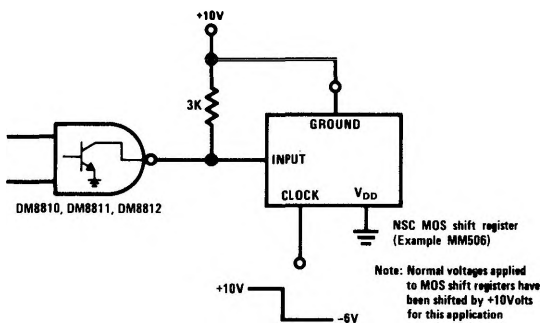 +10V
3K
GROUND
INPUT
CLOCK
VDD
DM8810, DM8811, DM8812
NSC MOS shift register
(Example MM506)
+10V
-6V
Note: Normal voltages applied
to MOS shift registers have
been shifted by +10Volts
for this application